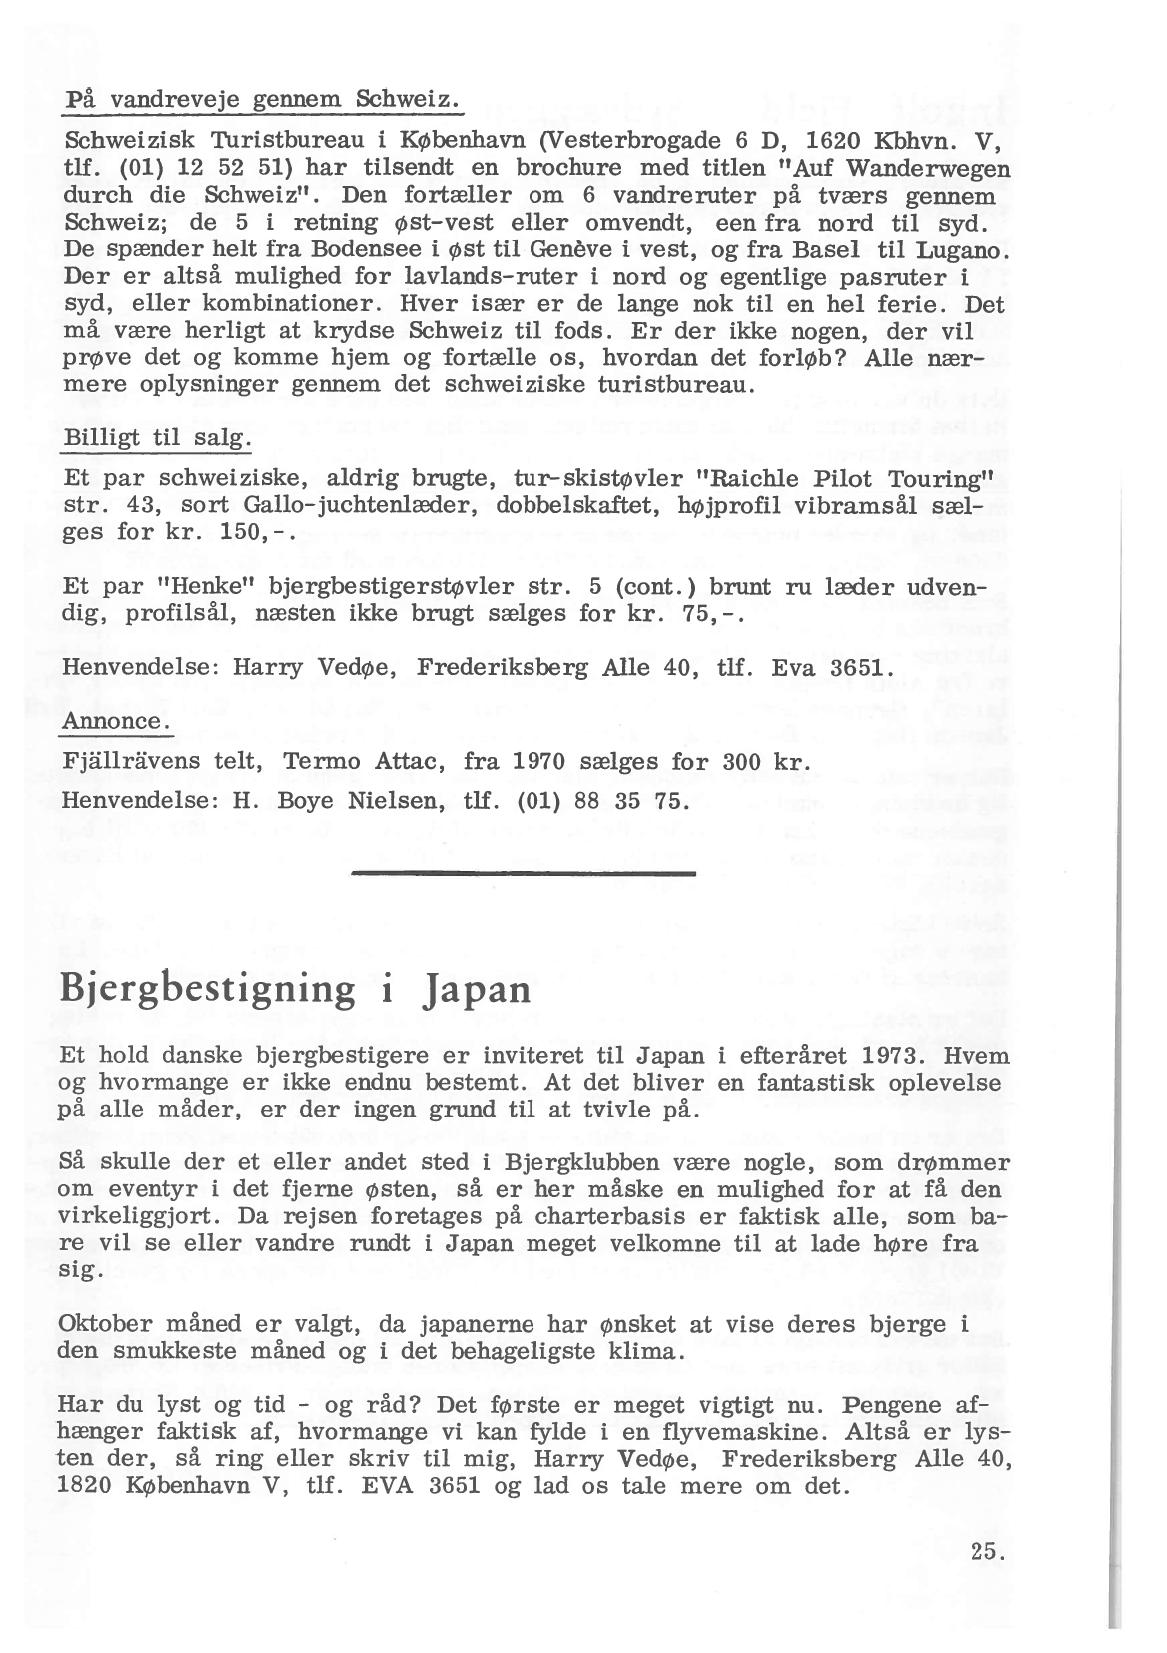 På vandreveje gennem Schweiz.
Schweizisk Turistbureau i København (Vesterbrogade 6 D, 1620 Kbhvn. V,
tlf. (01) 12 52 51) har tilsendt en brochure med titlen "Auf Wanderwegen
durch die Schweiz". Den fortæller om 6 vandreruter på tværs gennem
Schweiz; de 5 i retning øst-vest eller omvendt, een fra nord til syd.
De spænder helt fra Bodensee i øst til Genève i vest, og fra Basel til Lugano.
Der er altså mulighed for lavlands-ruter i nord og egentlige pasruter i
syd, eller kombinationer. Hver især er de lange nok til en hel ferie. Det
må være herligt at krydse Schweiz til fods. Er der ikke nogen, der vil
prøve det og komme hjem og fortælle os, hvordan det forløb? Alle nær-
mere oplysninger gennem det schweiziske turistbureau.
Billigt til salg.
Et par schweiziske, aldrig brugte, tur-skistøvler "Raichle Pilot Touring"
str. 43, sort Gallo-juchtenlæder, dobbelskaftet, højprofil vibramsål sæl-
ges for kr. 150,-.
Et par "Henke" bjergbestigerstøvler str. 5 (cont.) brunt ru læder udven-
dig, profilsål, næsten ikke brugt sælges for kr. 75,-.
Henvendelse: Harry Vedøe, Frederiksberg Alle 40, tlf. Eva 3651.
Annonce.
Fjällrävens telt, Termo Attac, fra 1970 sælges for 300 kr.
Henvendelse: H. Boye Nielsen, tlf. (01) 88 35 75.
Bjergbestigning i Japan
Et hold danske bjergbestigere er inviteret til Japan i efteråret 1973. Hvem
og hvormange er ikke endnu bestemt. At det bliver en fantastisk oplevelse
på alle måder, er der ingen grund til at tvivle på.
Så skulle der et eller andet sted i Bjergklubben være nogle, som drømmer
om eventyr i det fjerne østen, så er her måske en mulighed for at få den
virkeliggjort. Da rejsen foretages på charterbasis er faktisk alle, som ba-
re vil se eller vandre rundt i Japan meget velkomne til at lade høre fra
sig.
Oktober måned er valgt, da japanerne har ønsket at vise deres bjerge i
den smukkeste måned og i det behageligste klima.
Har du lyst og tid - og råd? Det første er meget vigtigt nu. Pengene af-
hænger faktisk af, hvormange vi kan fylde i en flyvemaskine. Altså er lys-
ten der, så ring eller skriv til mig, Harry Vedøe, Frederiksberg Alle 40,
1820 København V, tlf. EVA 3651 og lad os tale mere om det.
25.